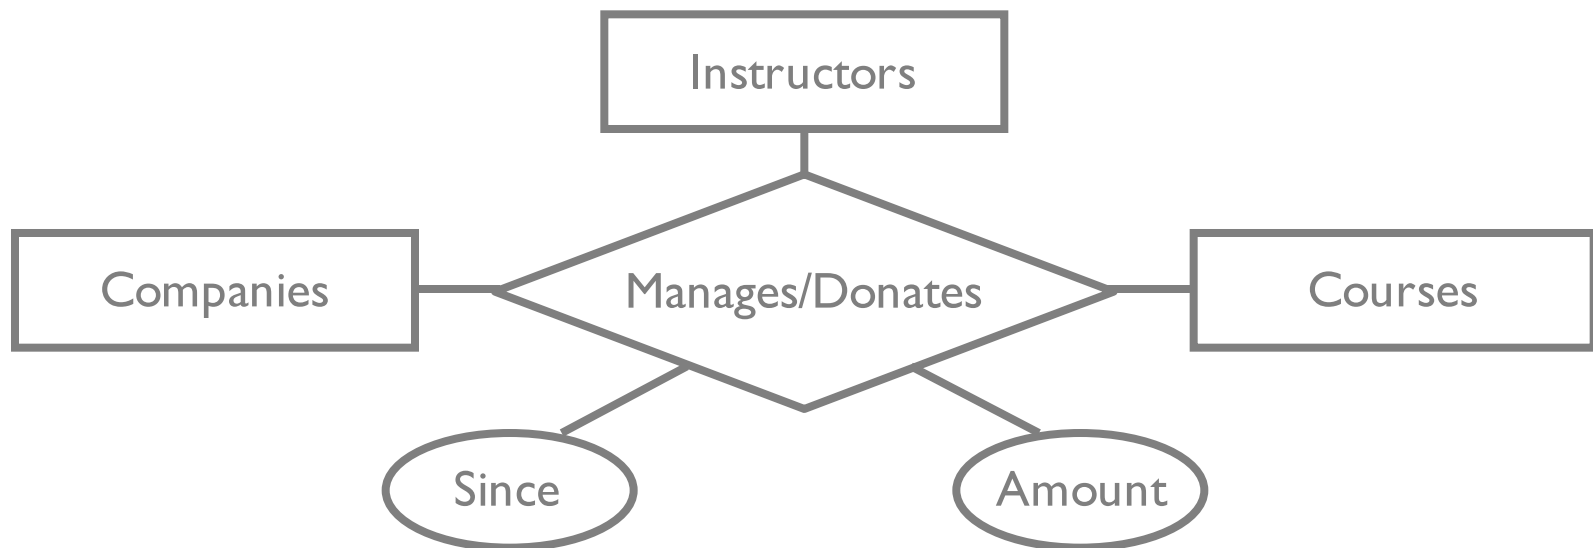 Instructors
Companies
Manages/Donates
Courses
Since
Amount